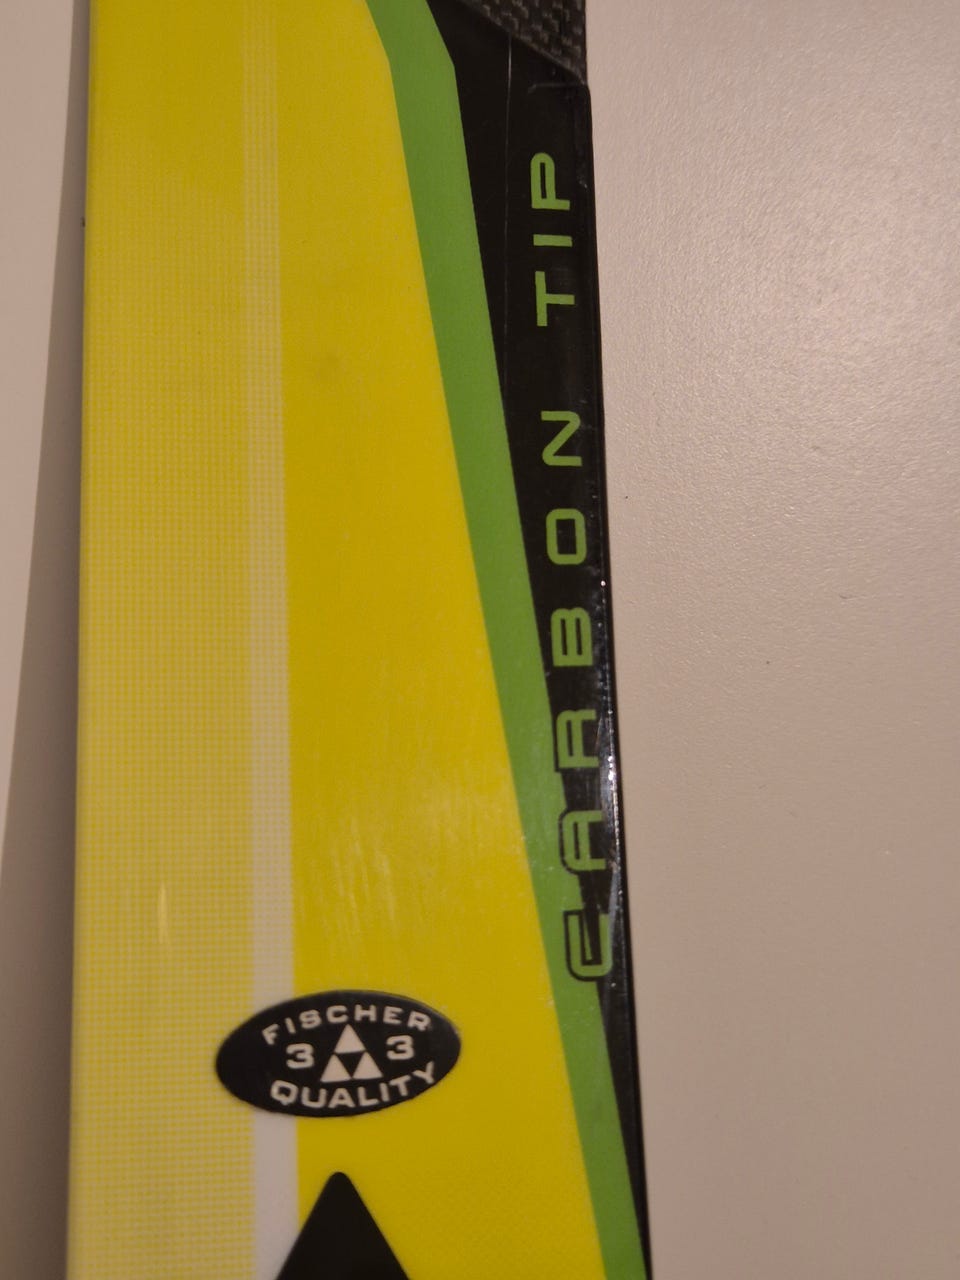 CARBON TIP
FISCHER
3 3
QUALITY